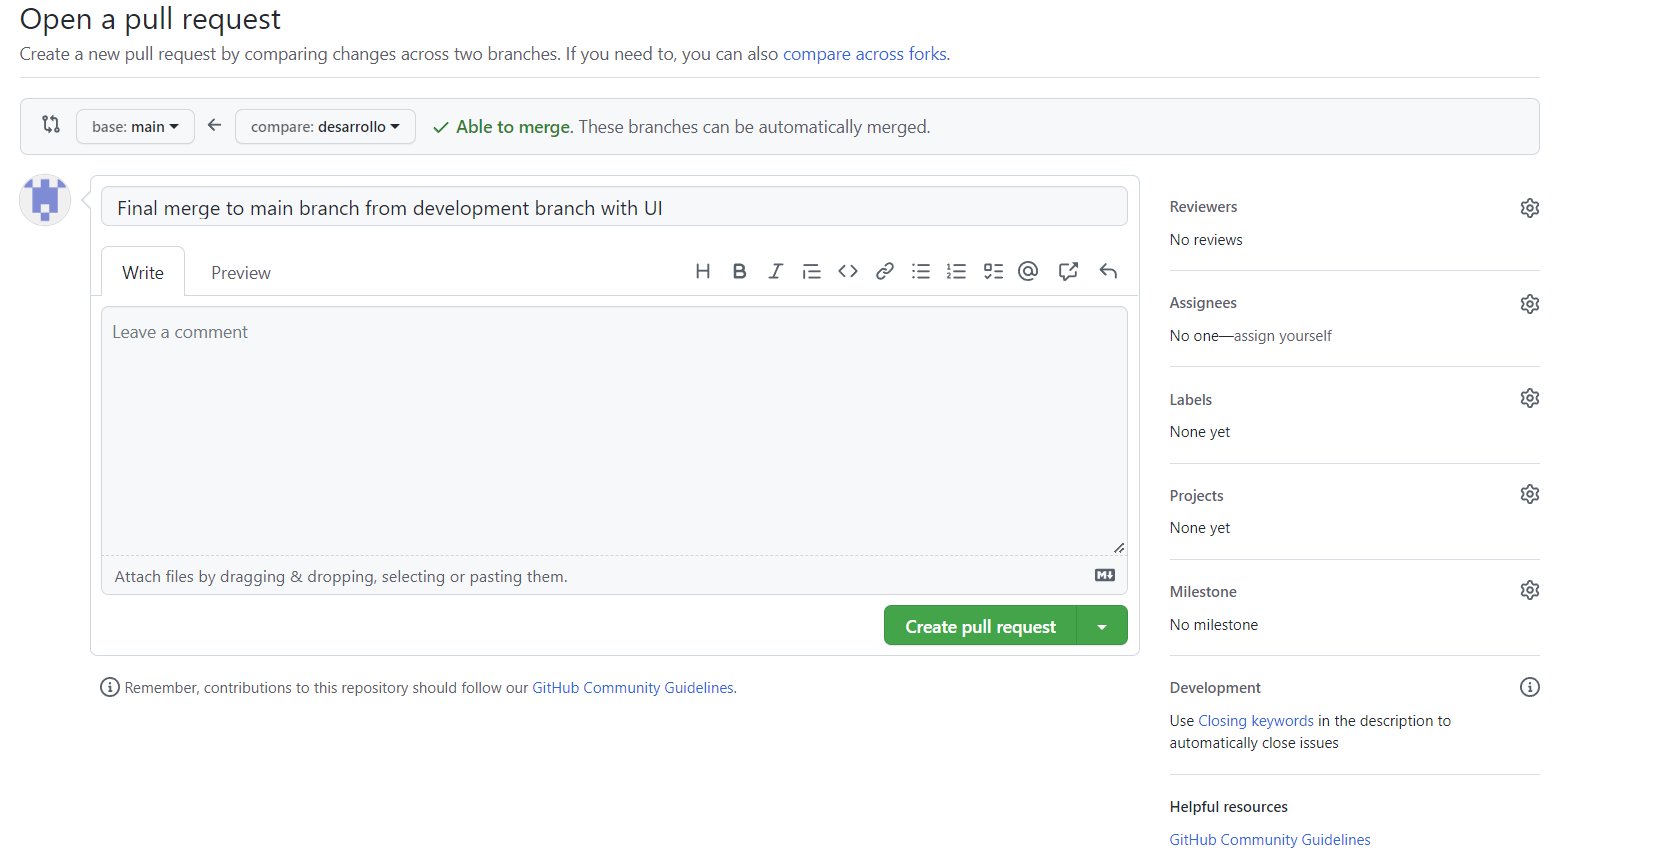 Open a pull request
Create a new pull request by comparing changes across two branches. If you need to, you can also compare across forks.
base: main
compare: desarrollo
Able to merge. These branches can be automatically merged.
Final merge to main branch from development branch with UI
Write
Preview
Leave a comment
Attach files by dragging & dropping, selecting or pasting them.
Create pull request
Remember, contributions to this repository should follow our GitHub Community Guidelines.
Reviewers
No reviews
Assignees
No one—assign yourself
Labels
None yet
Projects
None yet
Milestone
No milestone
Development
Use Closing keywords in the description to
automatically close issues
Helpful resources
GitHub Community Guidelines